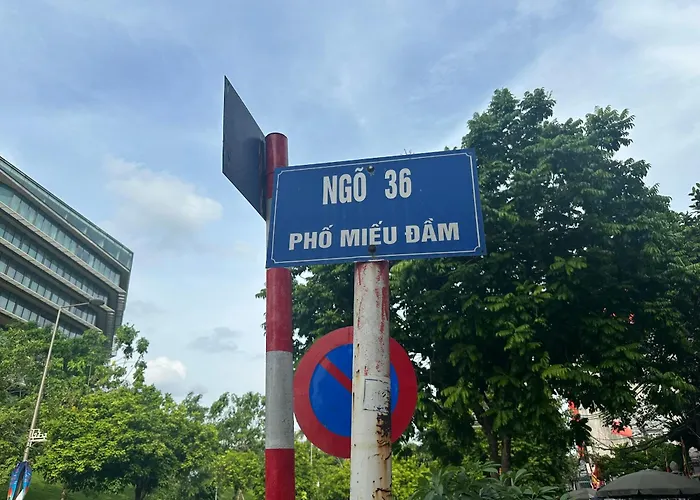 NGÕ 36
PHỐ MIẾU ĐẦM